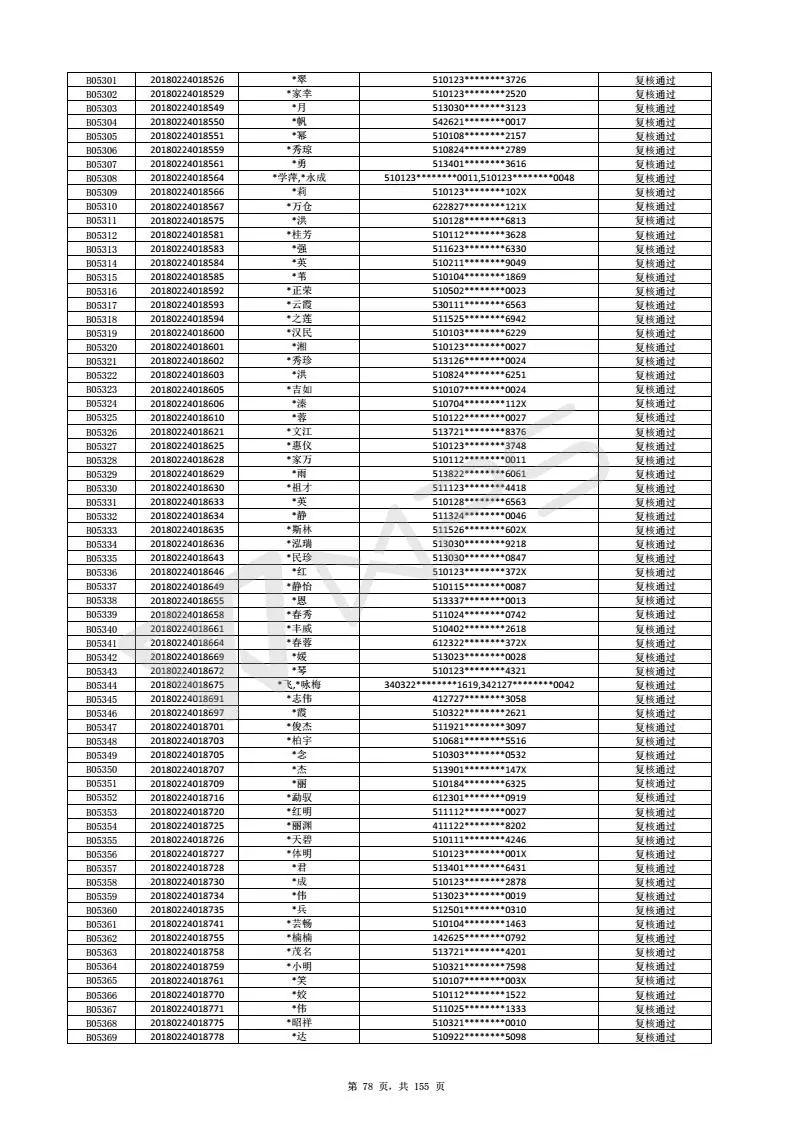 B05301 20180224018526 *翠 510123********3726 复核通过
B05302 20180224018529 *家幸 510123********2520 复核通过
B05303 20180224018549 *月 513030********3123 复核通过
B05304 20180224018550 *帆 542621********0017 复核通过
B05305 20180224018551 *幂 510108********2157 复核通过
B05306 20180224018559 *秀琼 510824********2789 复核通过
B05307 20180224018561 *勇 513401********3616 复核通过
B05308 20180224018564 *学萍,*永成 510123********0011,510123********0048 复核通过
B05309 20180224018566 *莉 510123********102X 复核通过
B05310 20180224018567 *万仓 622827********121X 复核通过
B05311 20180224018575 *洪 510128********6813 复核通过
B05312 20180224018581 *桂芳 510112********3628 复核通过
B05313 20180224018583 *强 511623********6330 复核通过
B05314 20180224018584 *英 510211********9049 复核通过
B05315 20180224018585 *苇 510104********1869 复核通过
B05316 20180224018592 *正荣 510502********0023 复核通过
B05317 20180224018593 *云霞 530111********6563 复核通过
B05318 20180224018594 *之莲 511525********6942 复核通过
B05319 20180224018600 *汉民 510103********6229 复核通过
B05320 20180224018601 *湘 510123********0027 复核通过
B05321 20180224018602 *秀珍 513126********0024 复核通过
B05322 20180224018603 *洪 510824********6251 复核通过
B05323 20180224018605 *吉如 510107********0024 复核通过
B05324 20180224018606 *溱 510704********112X 复核通过
B05325 20180224018610 *蓉 510122********0027 复核通过
B05326 20180224018621 *文江 513721********8376 复核通过
B05327 20180224018625 *惠仪 510123********3748 复核通过
B05328 20180224018628 *家万 510112********0011 复核通过
B05329 20180224018629 *雨 513822********6061 复核通过
B05330 20180224018630 *祖才 511123********4418 复核通过
B05331 20180224018633 *英 510128********6563 复核通过
B05332 20180224018634 *静 511324********0046 复核通过
B05333 20180224018635 *斯林 511526********602X 复核通过
B05334 20180224018636 *泓瑞 513030********9218 复核通过
B05335 20180224018643 *民珍 513030********0847 复核通过
B05336 20180224018646 *红 510123********372X 复核通过
B05337 20180224018649 *静怡 510115********0087 复核通过
B05338 20180224018655 *恩 513337********0013 复核通过
B05339 20180224018658 *春秀 511024********0742 复核通过
B05340 20180224018661 *丰威 510402********2618 复核通过
B05341 20180224018664 *春蓉 612322********372X 复核通过
B05342 20180224018669 *媛 513023********0028 复核通过
B05343 20180224018672 *琴 510123********4321 复核通过
B05344 20180224018675 *飞,*咏梅 340322********1619,342127********0042 复核通过
B05345 20180224018691 *志伟 412727********3058 复核通过
B05346 20180224018697 *霞 510322********2621 复核通过
B05347 20180224018701 *俊杰 511921********3097 复核通过
B05348 20180224018703 *柏宇 510681********5516 复核通过
B05349 20180224018705 *念 510303********0532 复核通过
B05350 20180224018707 *杰 513901********147X 复核通过
B05351 20180224018709 *丽 510184********6325 复核通过
B05352 20180224018716 *勐驭 612301********0919 复核通过
B05353 20180224018720 *红明 511112********0027 复核通过
B05354 20180224018725 *丽渊 411122********8202 复核通过
B05355 20180224018726 *天碧 510111********4246 复核通过
B05356 20180224018727 *体明 510123********001X 复核通过
B05357 20180224018728 *君 513401********6431 复核通过
B05358 20180224018730 *成 510123********2878 复核通过
B05359 20180224018734 *伟 513023********0019 复核通过
B05360 20180224018735 *兵 512501********0310 复核通过
B05361 20180224018741 *芸畅 510104********1463 复核通过
B05362 20180224018755 *楠楠 142625********0792 复核通过
B05363 20180224018758 *茂名 513721********4201 复核通过
B05364 20180224018759 *小明 510321********7598 复核通过
B05365 20180224018761 *笑 510107********003X 复核通过
B05366 20180224018770 *姣 510112********1522 复核通过
B05367 20180224018771 *伟 511025********1333 复核通过
B05368 20180224018775 *昭祥 510321********0010 复核通过
B05369 20180224018778 *达 510922********5098 复核通过
WPS
第 78 页，共 155 页